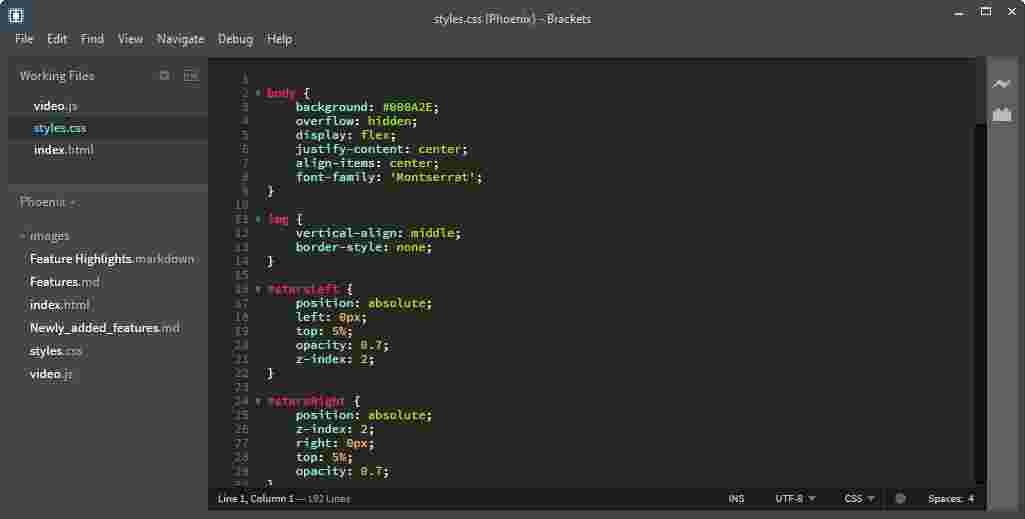 styles.css (Phoenix) - Brackets
File Edit Find View Navigate Debug Help
Working Files
video.js
styles.css
index.html
Phoenix
images
Feature Highlights.markdown
Features.md
index.html
Newly_added_features.md
styles.css
video.js
1
2 body {
3 background: #000A2E;
4 overflow: hidden;
5 display: flex;
6 justify-content: center;
7 align-items: center;
8 font-family: 'Montserrat';
9 }
10
11 img {
12 vertical-align: middle;
13 border-style: none;
14 }
15
16 #starsLeft {
17 position: absolute;
18 left: 0px;
19 top: 5%;
20 opacity: 0.7;
21 z-index: 2;
22 }
23
24 #starsRight {
25 position: absolute;
26 z-index: 2;
27 right: 0px;
28 top: 5%;
29 opacity: 0.7;
}
Line 1, Column 1 — 192 Lines INS UTF-8 CSS Spaces: 4